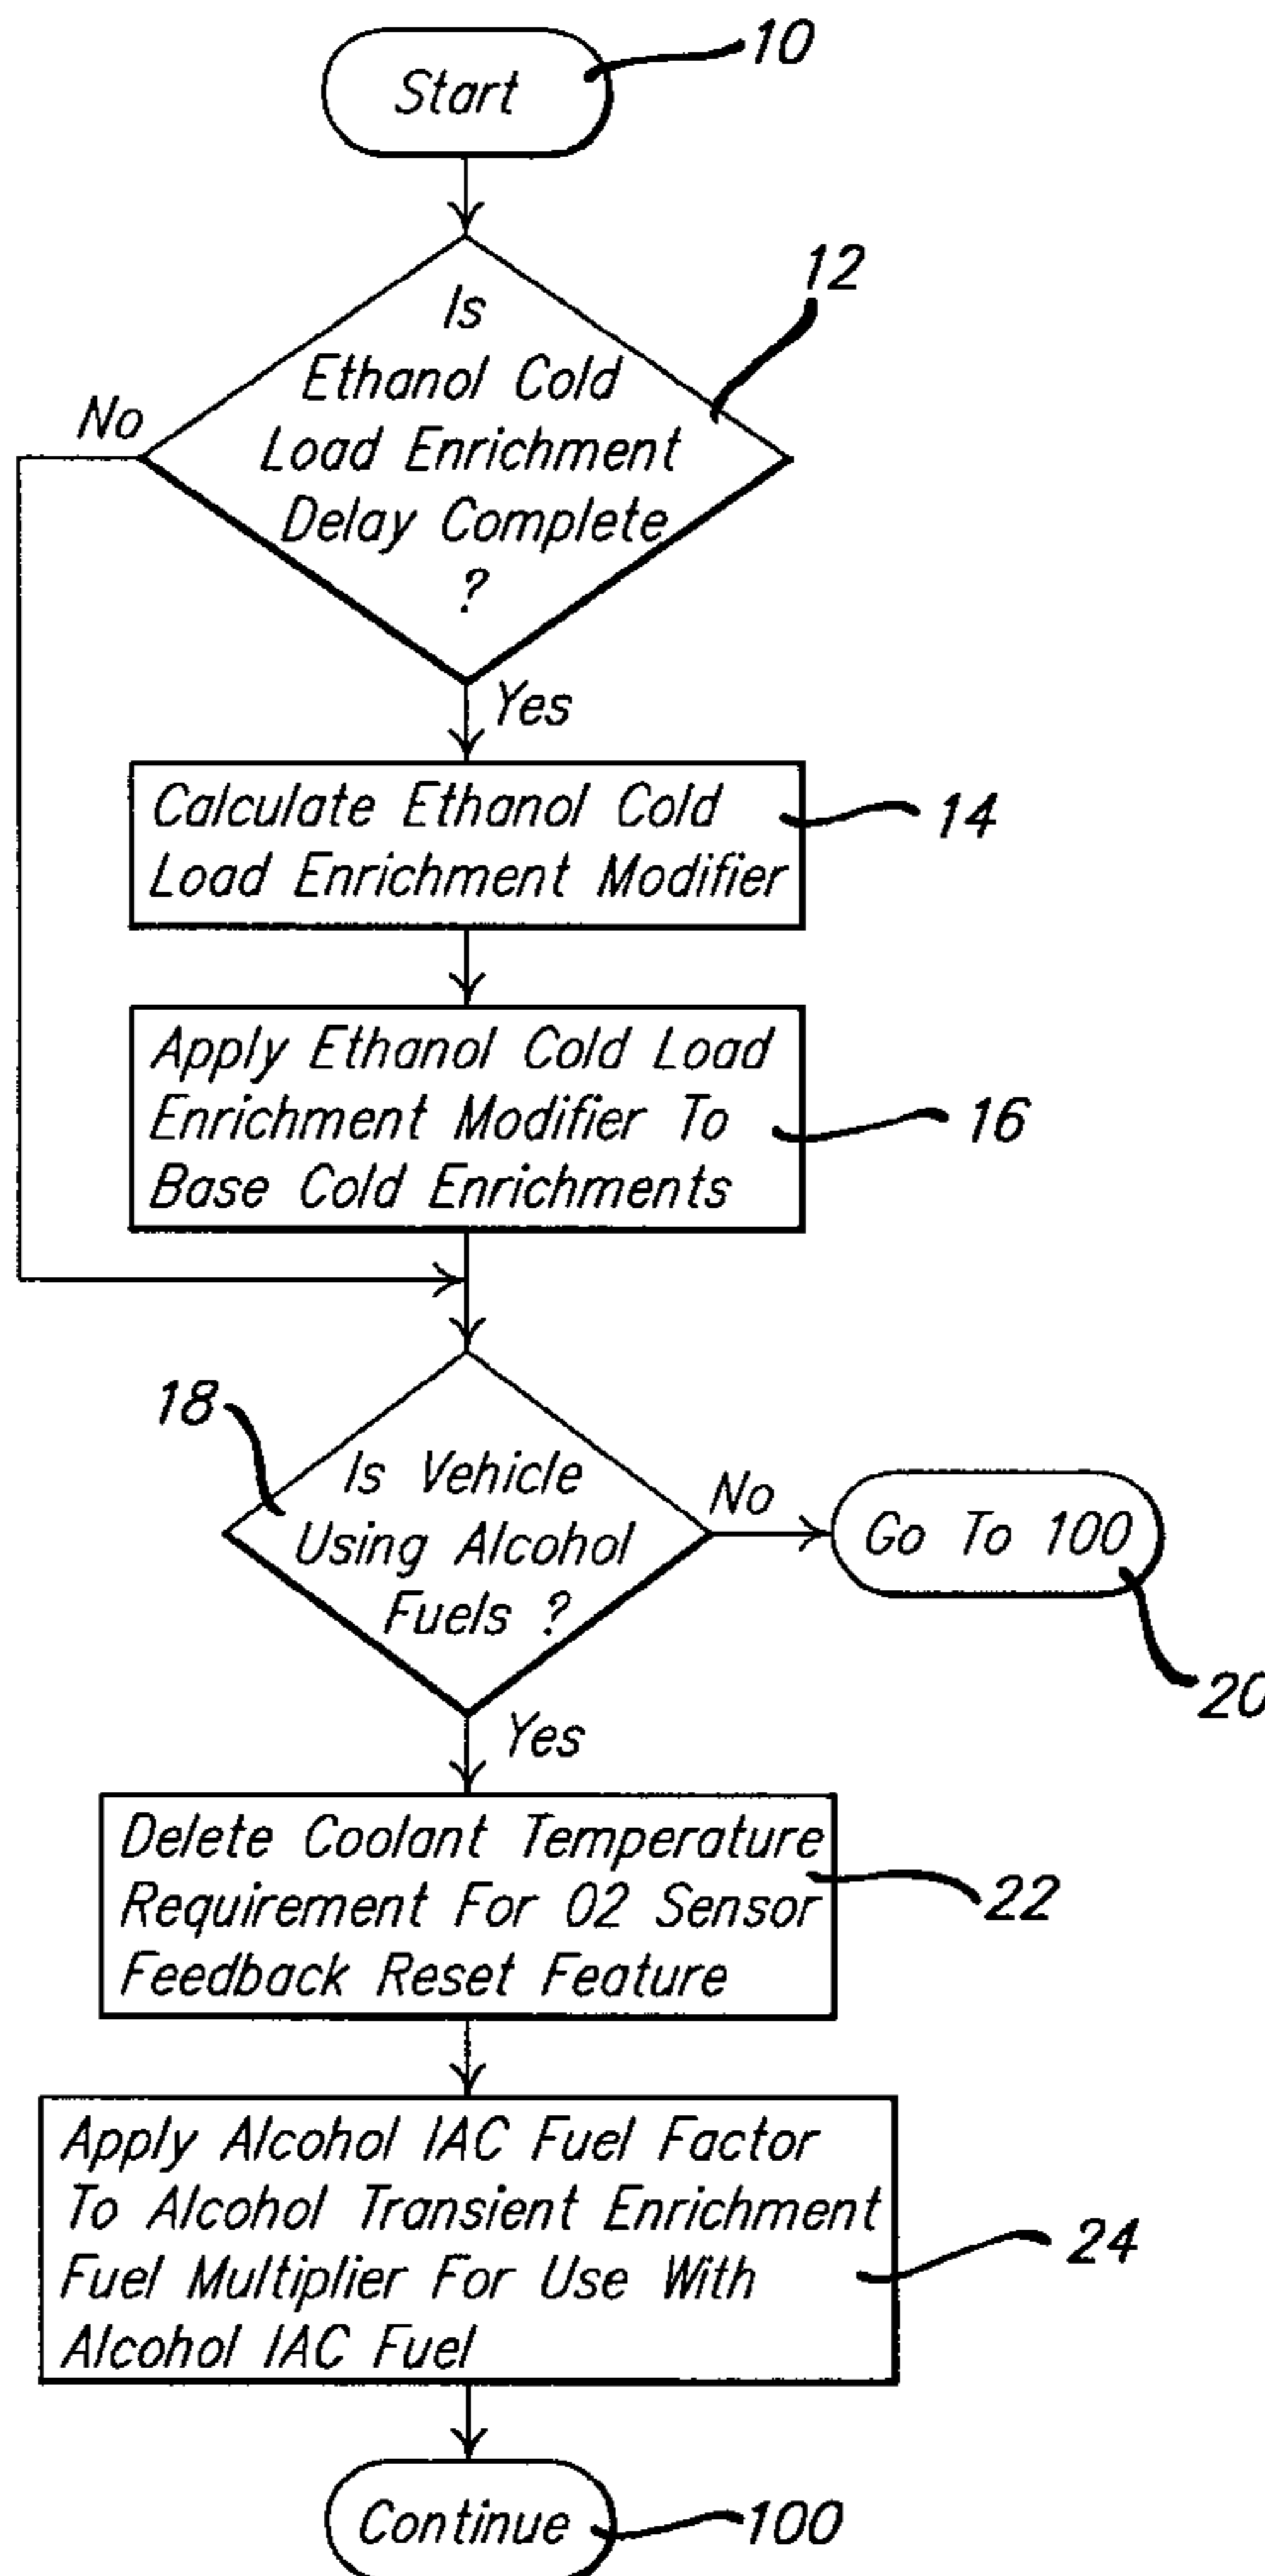 Start
10
12
Is
Ethanol Cold
Load Enrichment
Delay Complete
?
No
Yes
Calculate Ethanol Cold
Load Enrichment Modifier
14
Apply Ethanol Cold Load
Enrichment Modifier To
Base Cold Enrichments
16
18
Is Vehicle
Using Alcohol
Fuels ?
No
Go To 100
20
Yes
Delete Coolant Temperature
Requirement For O2 Sensor
Feedback Reset Feature
22
Apply Alcohol IAC Fuel Factor
To Alcohol Transient Enrichment
Fuel Multiplier For Use With
Alcohol IAC Fuel
24
Continue
100